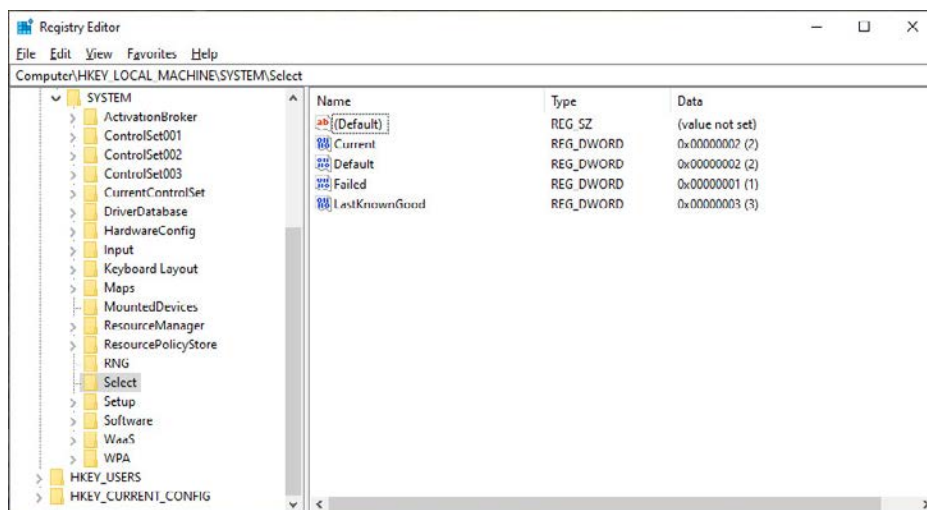 Registry Editor
File Edit View Favorites Help
Computer\HKEY_LOCAL_MACHINE\SYSTEM\Select
SYSTEM
ActivationBroker
ControlSet001
ControlSet002
ControlSet003
CurrentControlSet
DriverDatabase
HardwareConfig
Input
Keyboard Layout
Maps
MountedDevices
ResourceManager
ResourcePolicyStore
RNG
Select
Setup
Software
WaaS
WPA
HKEY_USERS
HKEY_CURRENT_CONFIG
Name Type Data
(Default) REG_SZ (value not set)
Current REG_DWORD 0x00000002 (2)
Default REG_DWORD 0x00000002 (2)
Failed REG_DWORD 0x00000001 (1)
LastKnownGood REG_DWORD 0x00000003 (3)